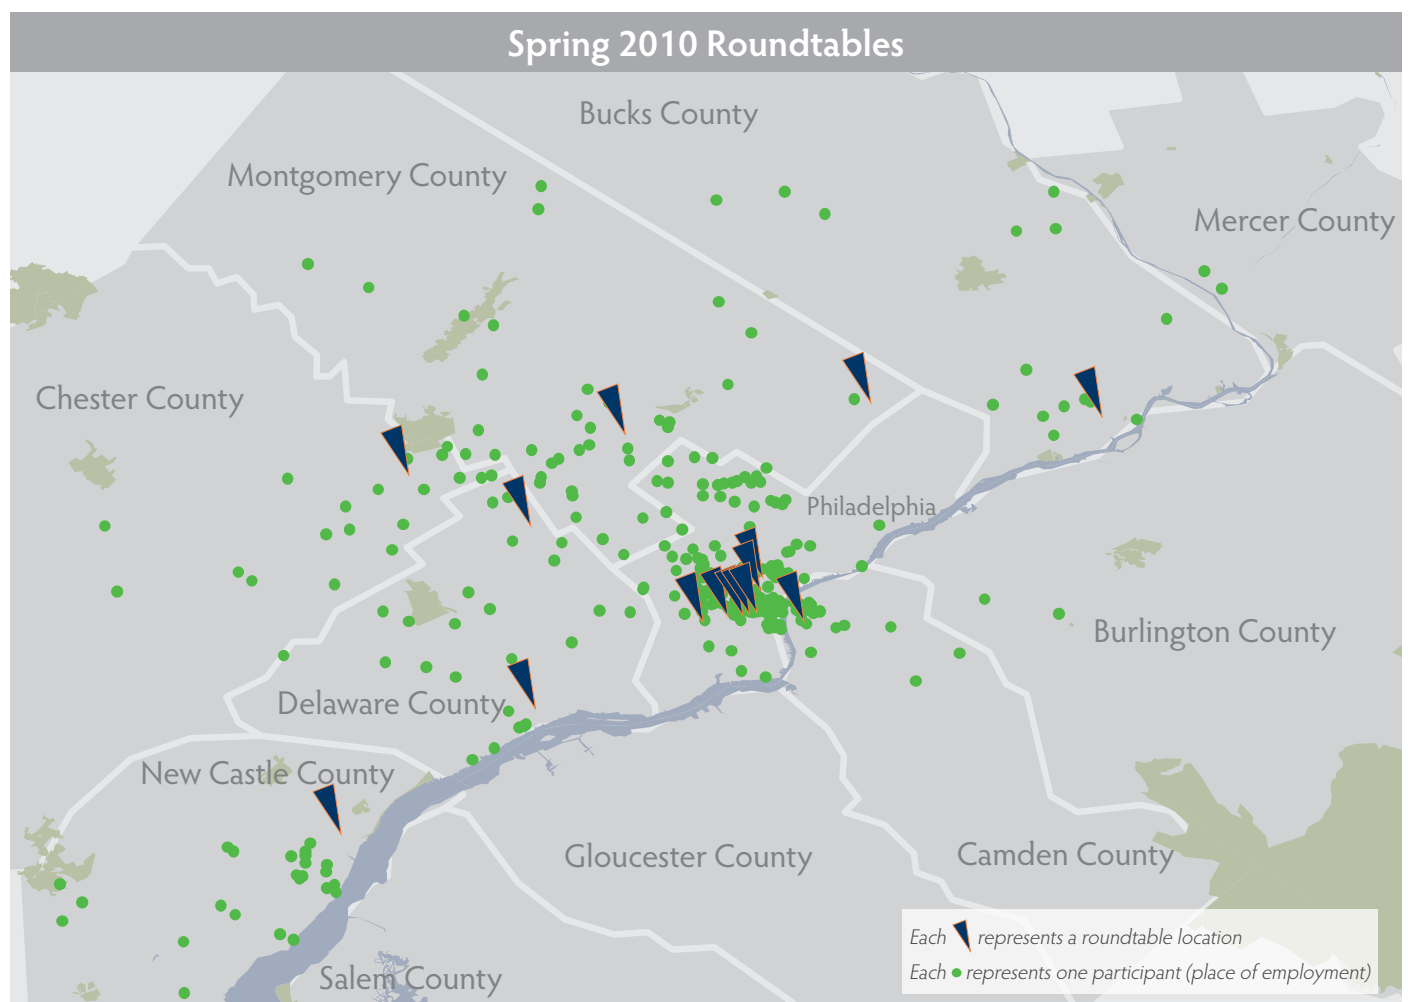 Spring 2010 Roundtables
Bucks County
Montgomery County
Mercer County
Chester County
Philadelphia
Burlington County
Delaware County
New Castle County
Gloucester County
Camden County
Each represents a roundtable location
Each represents one participant (place of employment)
Salem County